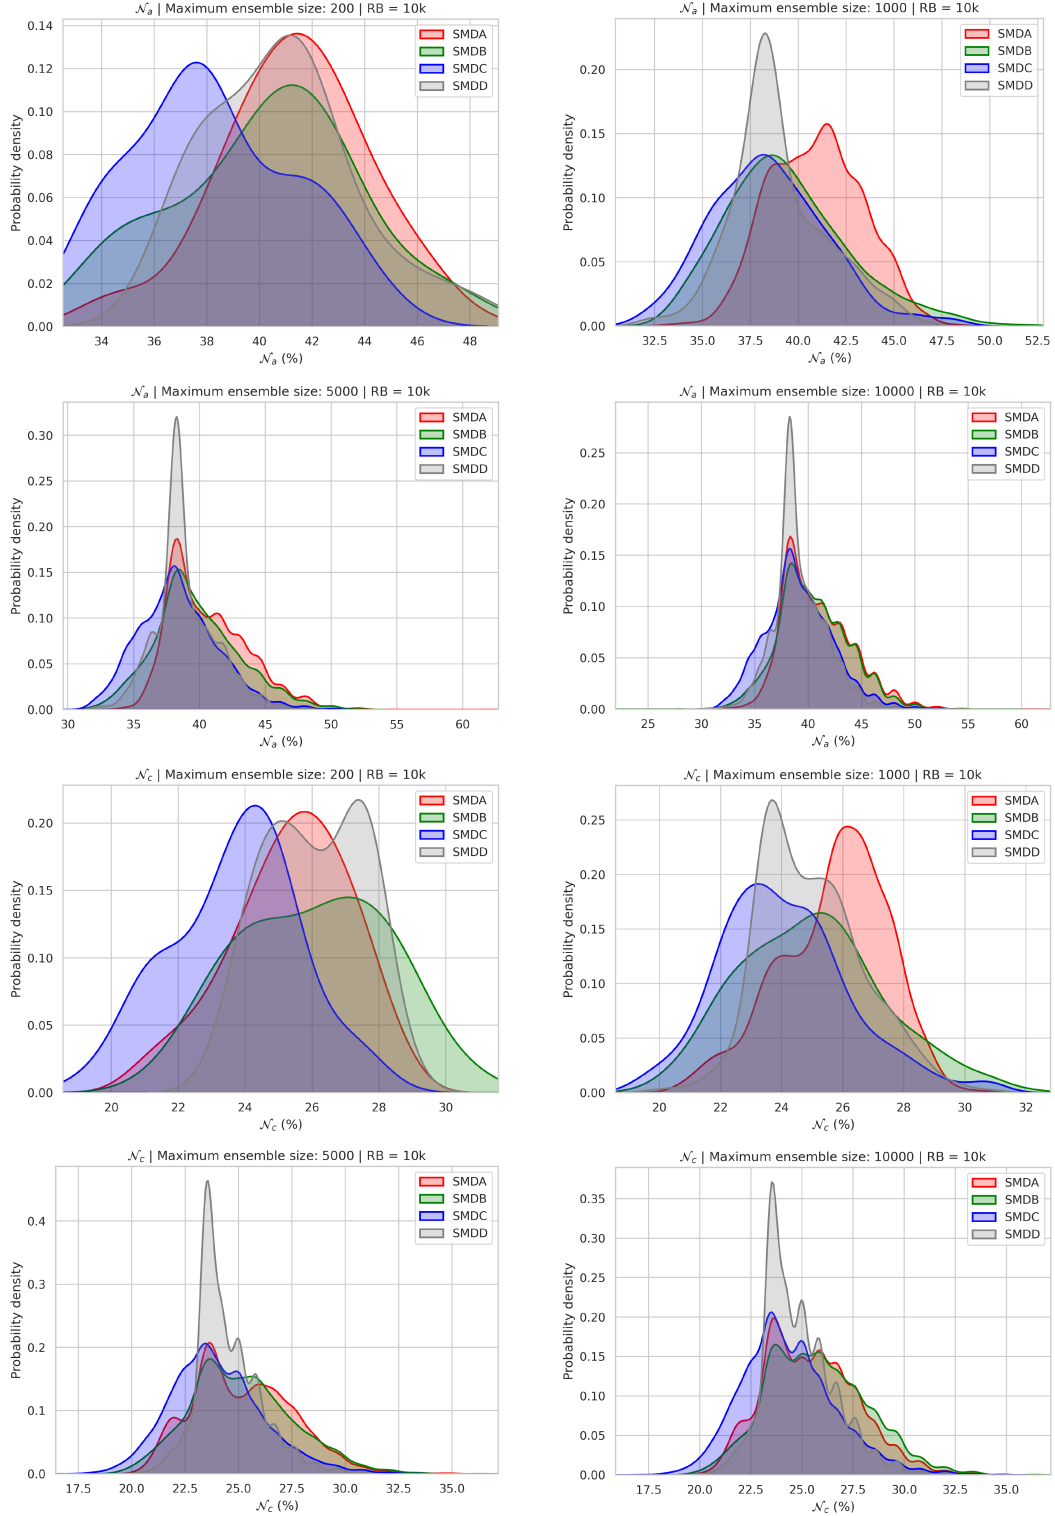 𝒩a | Maximum ensemble size: 200 | RB = 10k
0.14
0.12
0.10
0.08
0.06
0.04
0.02
0.00
Probability density
SMDA
SMDB
SMDC
SMDD
34 36 38 40 42 44 46 48
𝒩a (%)
𝒩a | Maximum ensemble size: 1000 | RB = 10k
0.20
0.15
0.10
0.05
0.00
Probability density
SMDA
SMDB
SMDC
SMDD
32.5 35.0 37.5 40.0 42.5 45.0 47.5 50.0 52.5
𝒩a (%)
𝒩a | Maximum ensemble size: 5000 | RB = 10k
0.30
0.25
0.20
0.15
0.10
0.05
0.00
Probability density
SMDA
SMDB
SMDC
SMDD
30 35 40 45 50 55 60
𝒩a (%)
𝒩a | Maximum ensemble size: 10000 | RB = 10k
0.25
0.20
0.15
0.10
0.05
0.00
Probability density
SMDA
SMDB
SMDC
SMDD
25 30 35 40 45 50 55 60
𝒩a (%)
𝒩c | Maximum ensemble size: 200 | RB = 10k
0.20
0.15
0.10
0.05
0.00
Probability density
SMDA
SMDB
SMDC
SMDD
20 22 24 26 28 30
𝒩c (%)
𝒩c | Maximum ensemble size: 1000 | RB = 10k
0.25
0.20
0.15
0.10
0.05
0.00
Probability density
SMDA
SMDB
SMDC
SMDD
20 22 24 26 28 30 32
𝒩c (%)
𝒩c | Maximum ensemble size: 5000 | RB = 10k
0.4
0.3
0.2
0.1
0.0
Probability density
SMDA
SMDB
SMDC
SMDD
17.5 20.0 22.5 25.0 27.5 30.0 32.5 35.0
𝒩c (%)
𝒩c | Maximum ensemble size: 10000 | RB = 10k
0.35
0.30
0.25
0.20
0.15
0.10
0.05
0.00
Probability density
SMDA
SMDB
SMDC
SMDD
17.5 20.0 22.5 25.0 27.5 30.0 32.5 35.0
𝒩c (%)